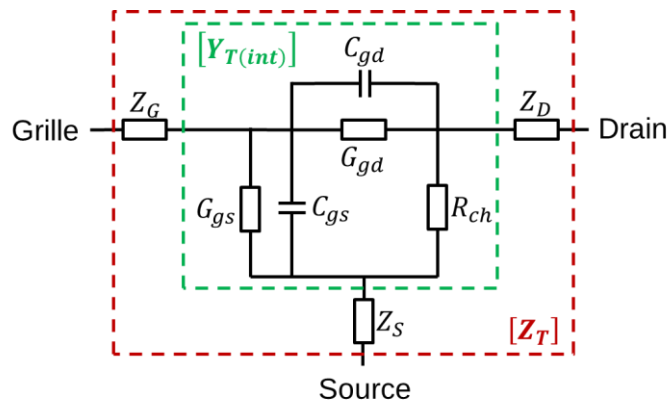 [Y_T(int)]
C_gd
Z_G
Z_D
Grille
Drain
G_gd
G_gs
C_gs
R_ch
Z_S
[Z_T]
Source